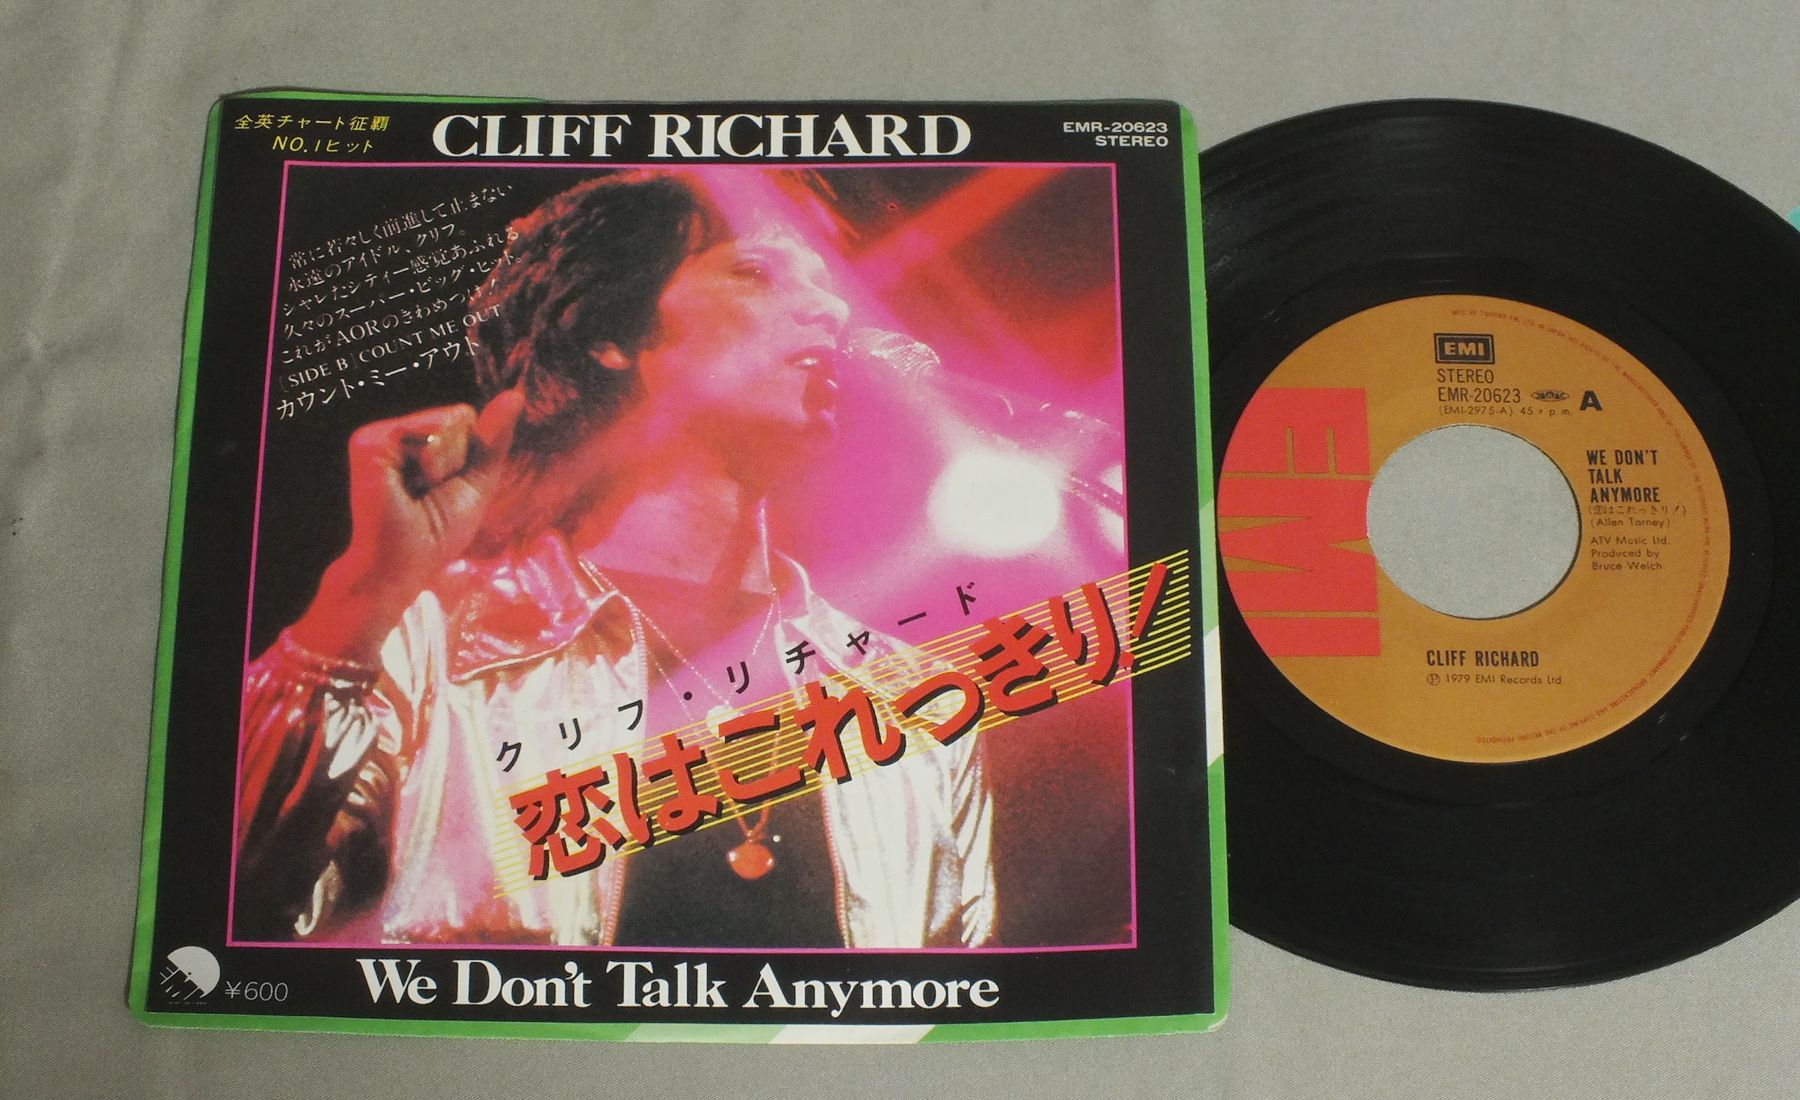 全英チャート征覇
NO.1ヒット
CLIFF RICHARD
EMR-20623
STEREO
常に若々しく前進して止まない
永遠のアイドル、クリフ。
シャレたシティー感覚あふれる
久々のスーパー・ビッグ・ヒット。
これがAORのきわめつけ!
[SIDE B] COUNT ME OUT
カウント・ミー・アウト
クリフ・リチャード
恋はこれっきり!
¥600
We Don't Talk Anymore
EMI
STEREO
EMR-20623
A
(EMI-2975-A) 45 r.p.m.
EMI
WE DON'T
TALK
ANYMORE
(恋はこれっきり!)
(Allen Tarney)
ATV Music Ltd.
Produced by
Bruce Welch
CLIFF RICHARD
Ⓟ 1979 EMI Records Ltd.